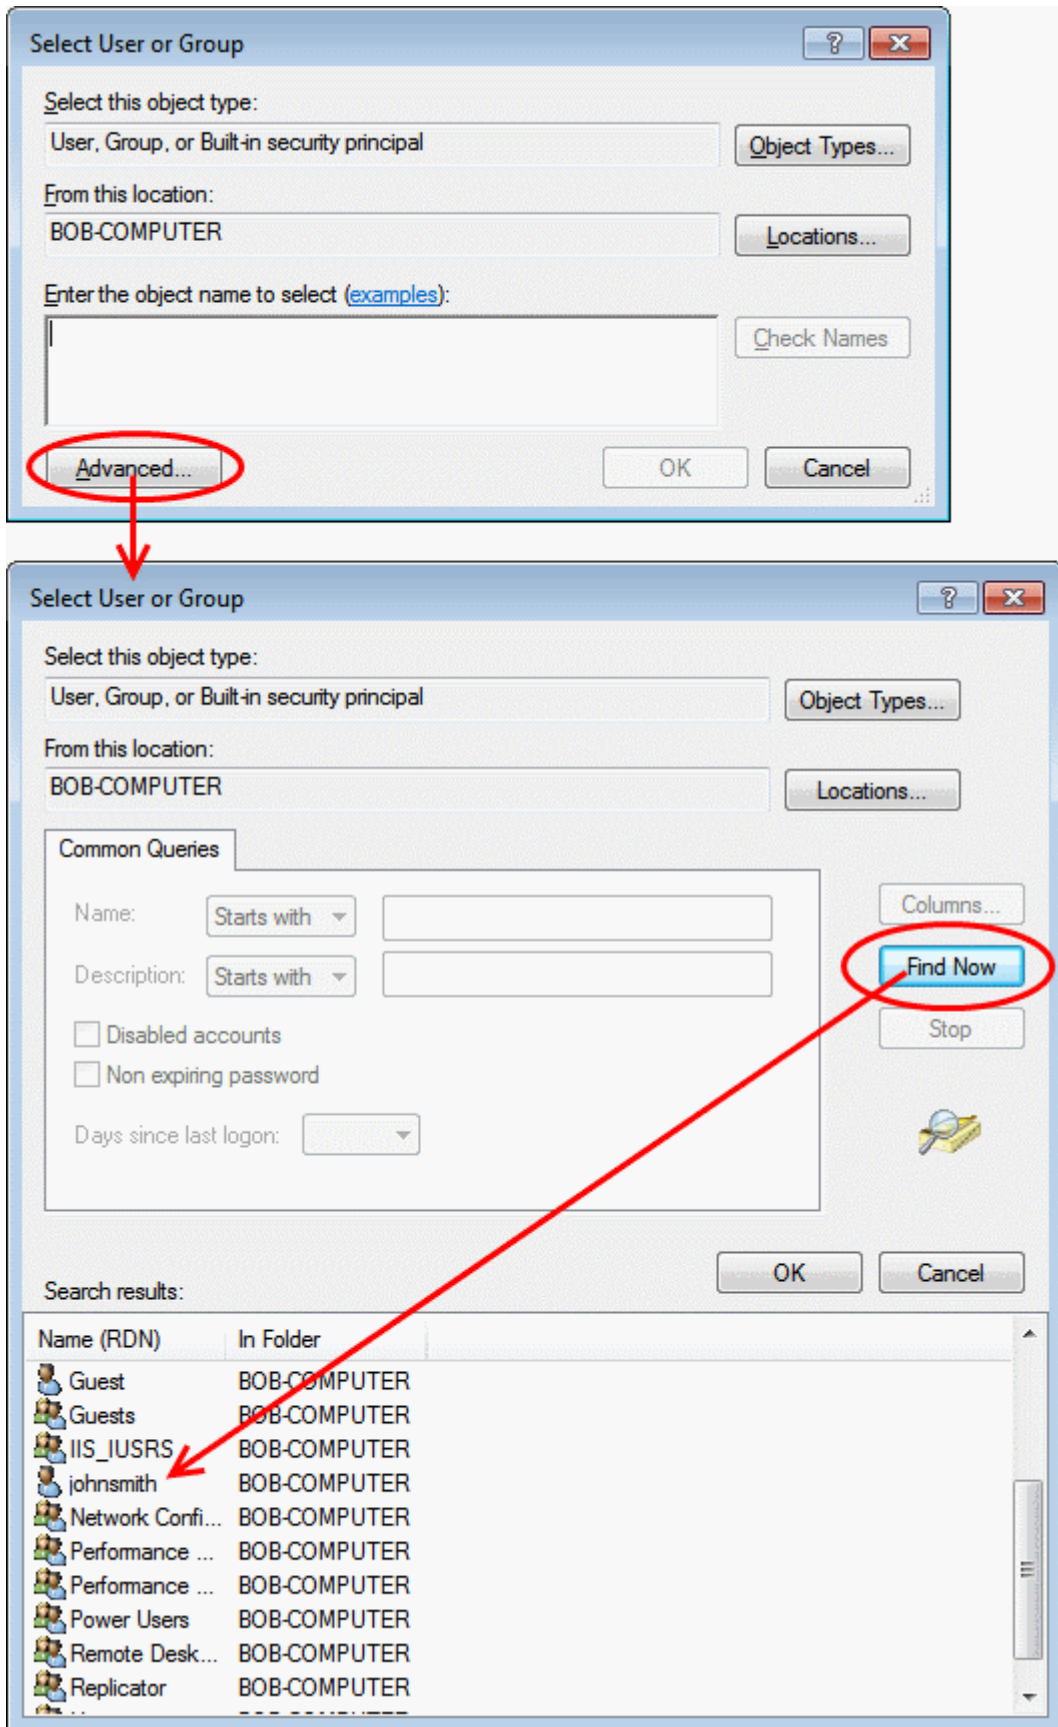 Select User or Group
Select this object type:
User, Group, or Built-in security principal
Object Types...
From this location:
BOB-COMPUTER
Locations...
Enter the object name to select (examples):
Check Names
Advanced...
OK
Cancel
Select User or Group
Select this object type:
User, Group, or Built-in security principal
Object Types...
From this location:
BOB-COMPUTER
Locations...
Common Queries
Name:
Starts with
Columns...
Find Now
Description:
Starts with
Stop
Disabled accounts
Non expiring password
Days since last logon:
OK
Cancel
Search results:
Name (RDN) In Folder
Guest BOB-COMPUTER
Guests BOB-COMPUTER
IIS_IUSRS BOB-COMPUTER
johnsmith BOB-COMPUTER
Network Confi... BOB-COMPUTER
Performance ... BOB-COMPUTER
Performance ... BOB-COMPUTER
Power Users BOB-COMPUTER
Remote Desk... BOB-COMPUTER
Replicator BOB-COMPUTER